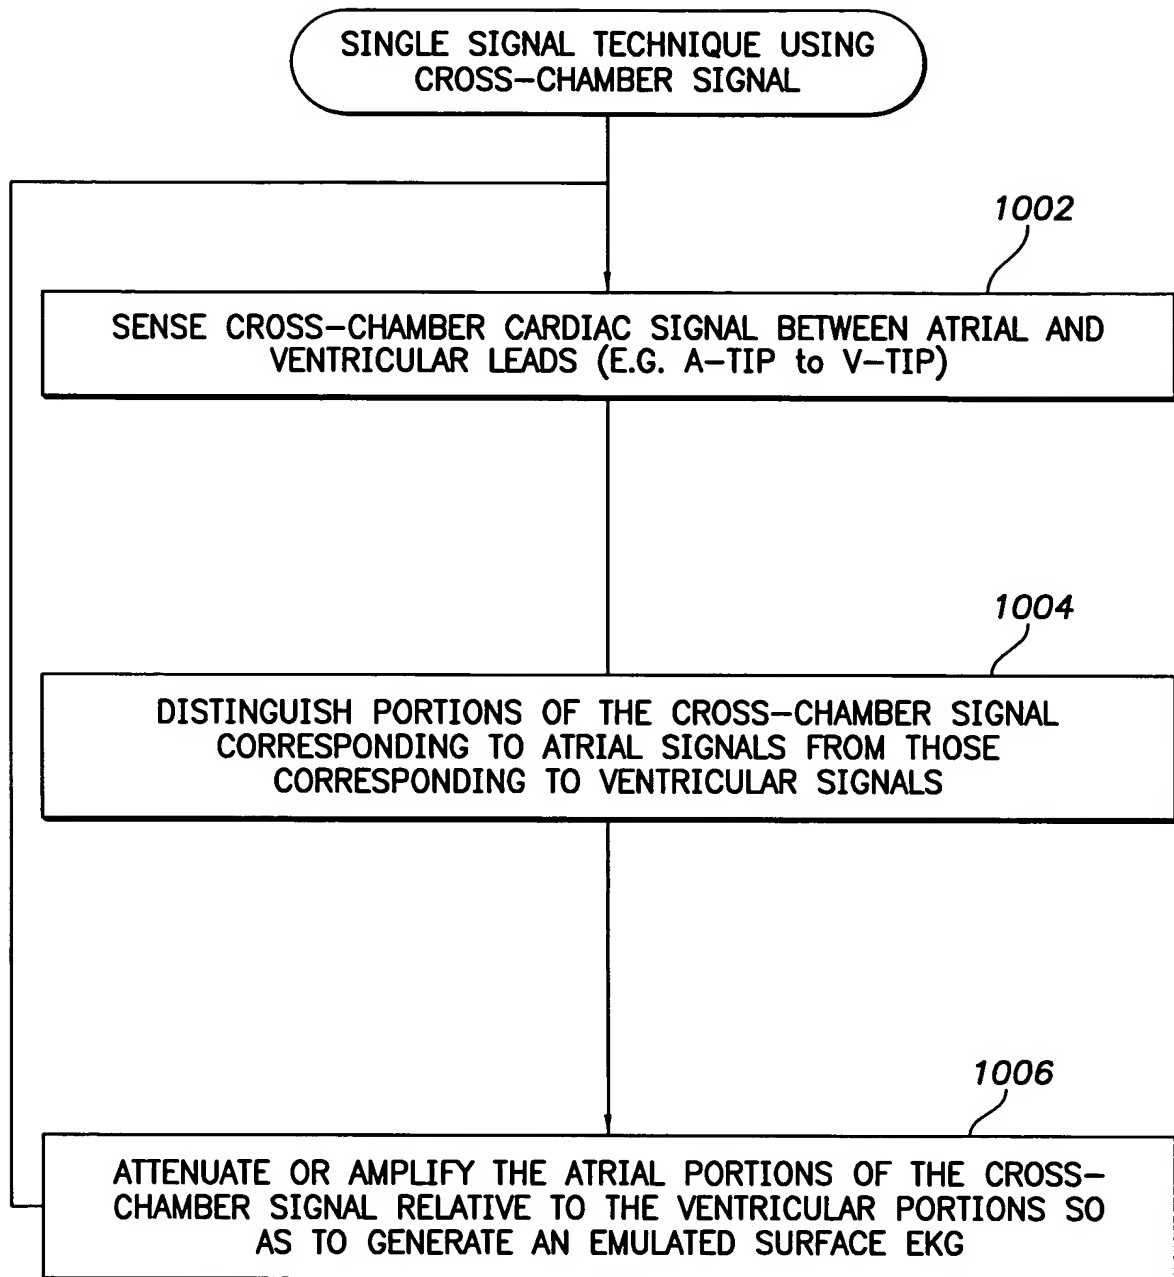 SINGLE SIGNAL TECHNIQUE USING
CROSS-CHAMBER SIGNAL
1002
SENSE CROSS-CHAMBER CARDIAC SIGNAL BETWEEN ATRIAL AND
VENTRICULAR LEADS (E.G. A-TIP to V-TIP)
1004
DISTINGUISH PORTIONS OF THE CROSS-CHAMBER SIGNAL
CORRESPONDING TO ATRIAL SIGNALS FROM THOSE
CORRESPONDING TO VENTRICULAR SIGNALS
1006
ATTENUATE OR AMPLIFY THE ATRIAL PORTIONS OF THE CROSS-
CHAMBER SIGNAL RELATIVE TO THE VENTRICULAR PORTIONS SO
AS TO GENERATE AN EMULATED SURFACE EKG